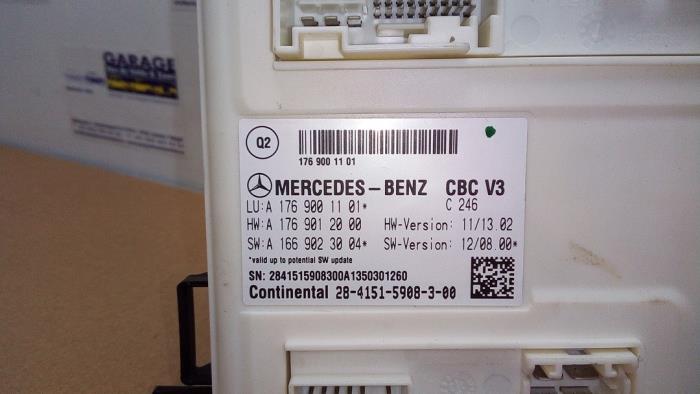 GARAGE
Q2
176 900 11 01
MERCEDES-BENZ CBC V3
LU:A 176 900 11 01* C 246
HW:A 176 901 20 00 HW-Version: 11/13.02
SW:A 166 902 30 04* SW-Version: 12/08.00*
*valid up to potential SW update
SN: 2841515908300A1350301260
Continental 28-4151-5908-3-00